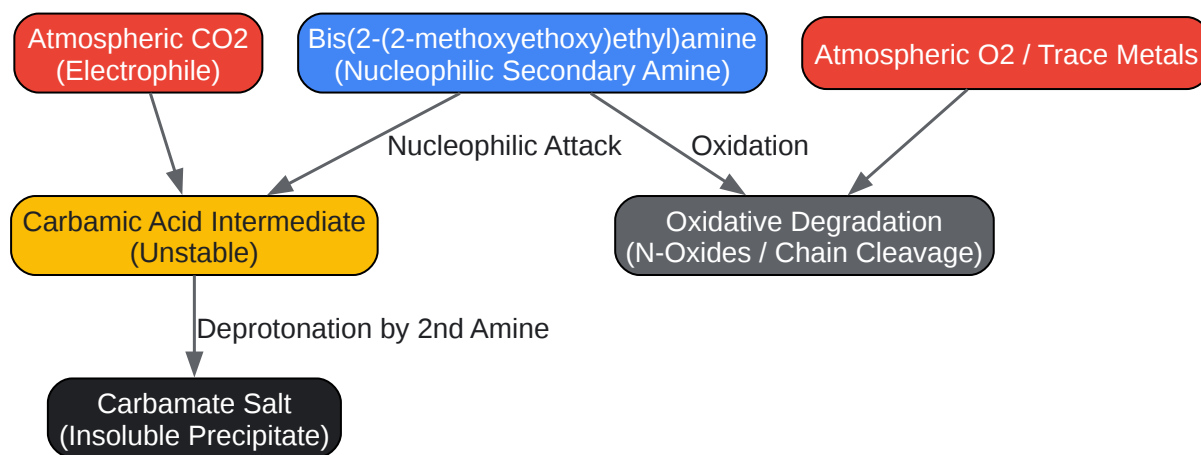 Atmospheric CO2
(Electrophile)
Bis(2-(2-methoxyethoxy)ethyl)amine
(Nucleophilic Secondary Amine)
Atmospheric O2 / Trace Metals
Nucleophilic Attack
Oxidation
Carbamic Acid Intermediate
(Unstable)
Oxidative Degradation
(N-Oxides / Chain Cleavage)
Deprotonation by 2nd Amine
Carbamate Salt
(Insoluble Precipitate)